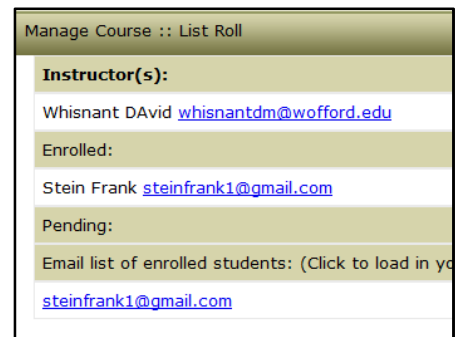 Manage Course :: List Roll
Instructor(s):
Whisnant DAvid whisnantdm@wofford.edu
Enrolled:
Stein Frank steinfrank1@gmail.com
Pending:
Email list of enrolled students: (Click to load in yo
steinfrank1@gmail.com